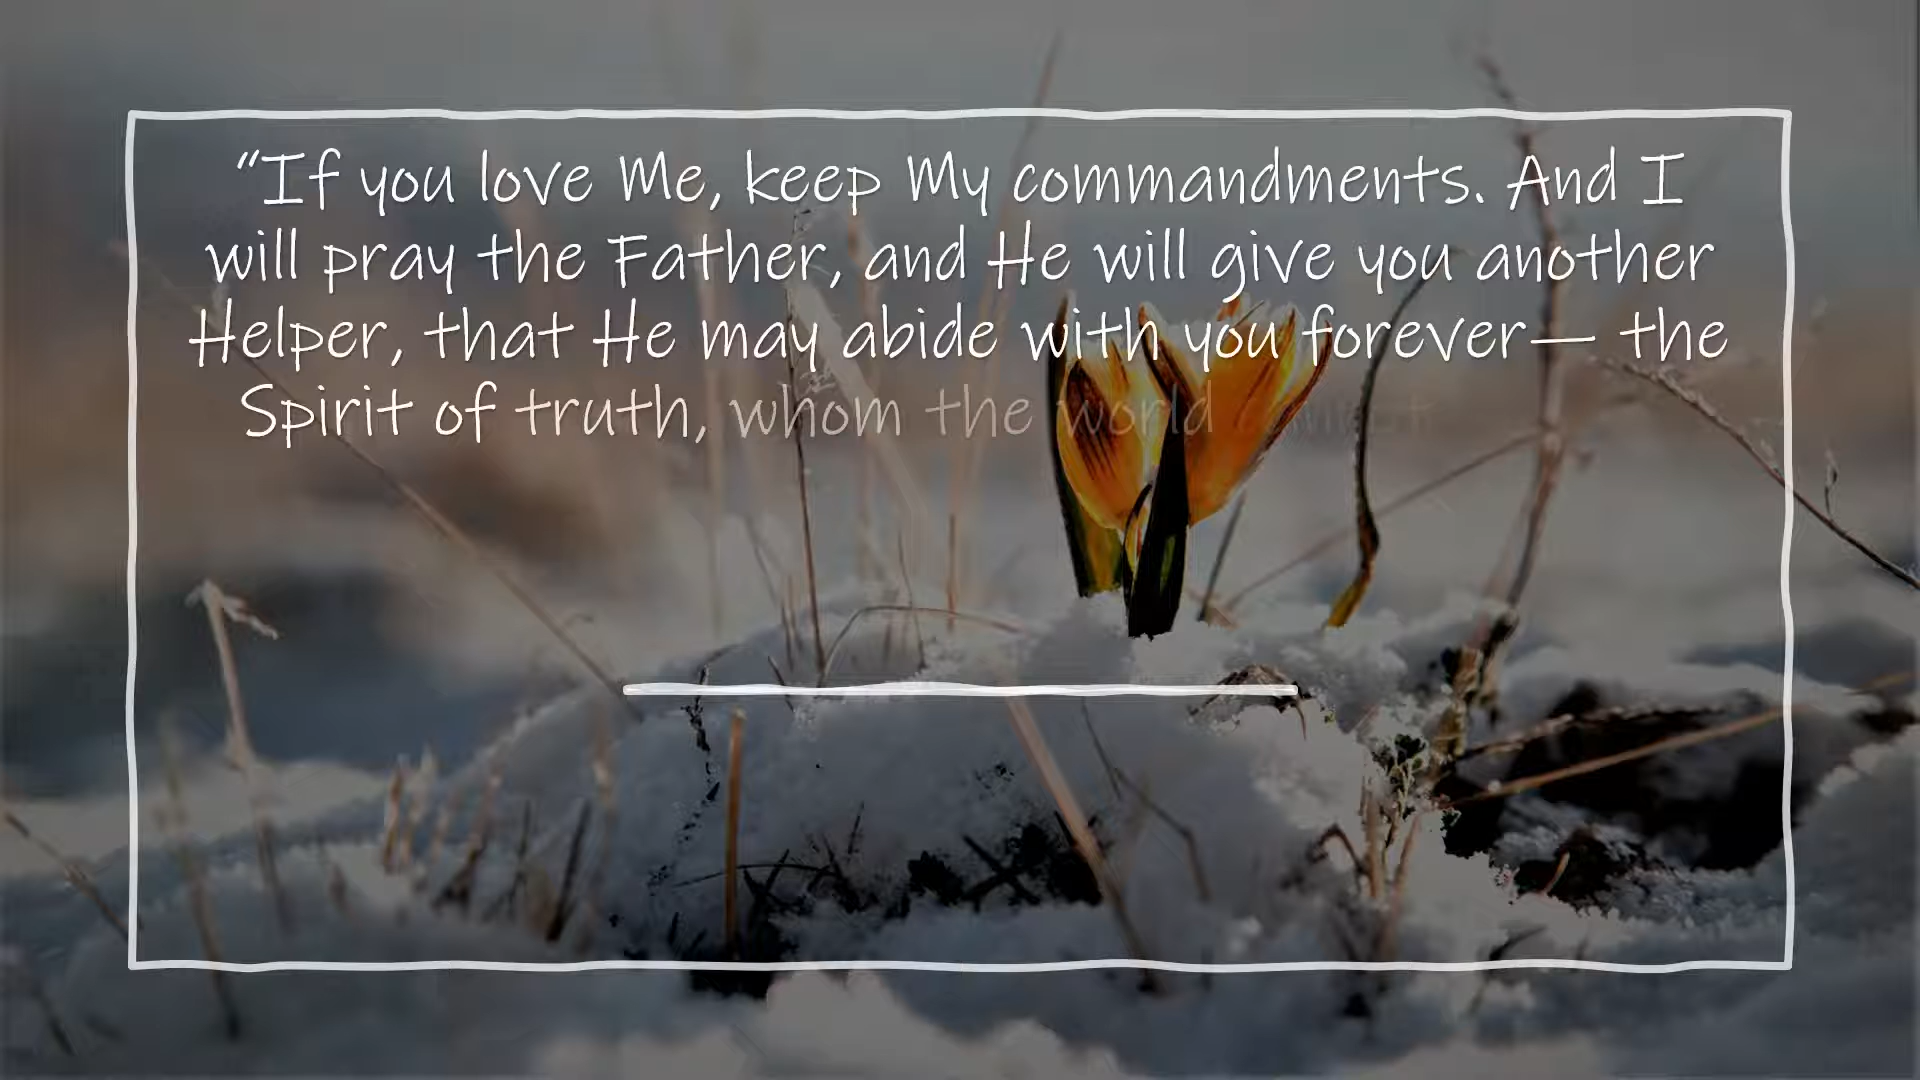 “If you love Me, keep My commandments. And I
will pray the Father, and He will give you another
Helper, that He may abide with you forever— the
Spirit of truth, whom the world